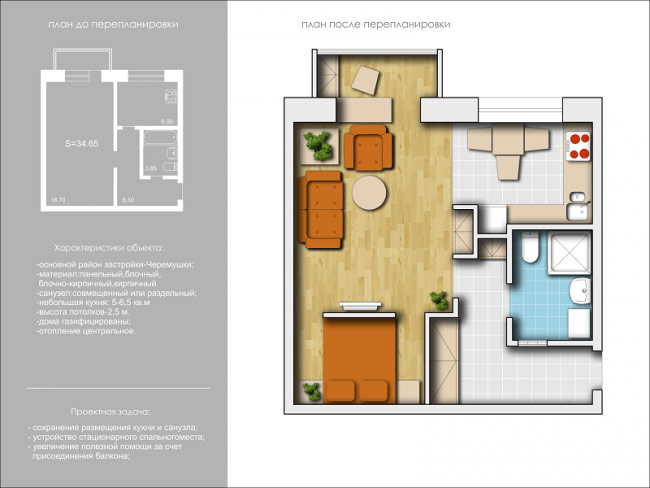 план до перепланировки
план после перепланировки
S=34.65
6.00
3.65
18.70
6.30
Характеристики объекта:
-основной район застройки-Черемушки;
-материал:панельный,блочный,
блочно-кирпичный,кирпичный.
-санузел:совмещенный или раздельный;
-небольшая кухня: 5-6,5 кв.м
-высота потолков-2,5 м.
-дома газифицированы;
-отопление центральное.
Проектная задача:
- сохранение размещения кухни и санузла;
- устройство стационарного спальногоместа;
- увеличение полезной помощи за счет
присоединения балкона;